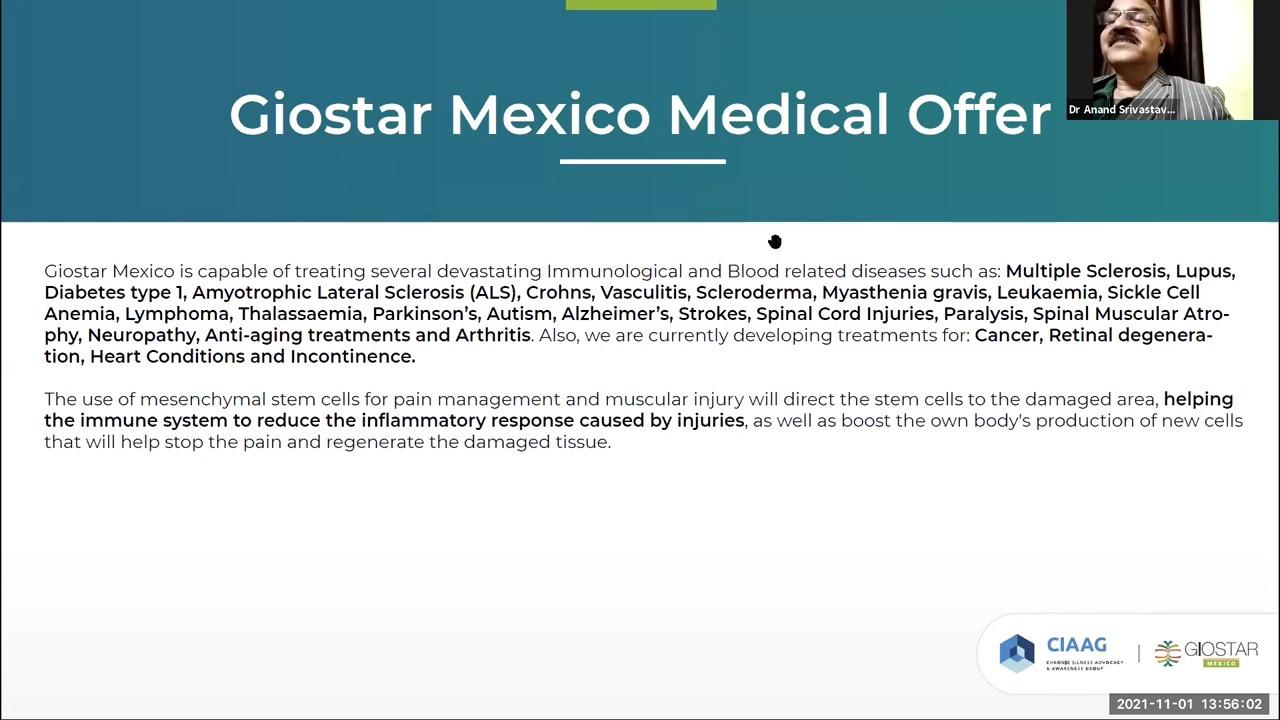 Giostar Mexico Medical Offer
Dr Anand Srivastav...
Giostar Mexico is capable of treating several devastating Immunological and Blood related diseases such as: Multiple Sclerosis, Lupus,
Diabetes type 1, Amyotrophic Lateral Sclerosis (ALS), Crohns, Vasculitis, Scleroderma, Myasthenia gravis, Leukaemia, Sickle Cell
Anemia, Lymphoma, Thalassaemia, Parkinson's, Autism, Alzheimer's, Strokes, Spinal Cord Injuries, Paralysis, Spinal Muscular Atro-
phy, Neuropathy, Anti-aging treatments and Arthritis. Also, we are currently developing treatments for: Cancer, Retinal degenera-
tion, Heart Conditions and Incontinence.
The use of mesenchymal stem cells for pain management and muscular injury will direct the stem cells to the damaged area, helping
the immune system to reduce the inflammatory response caused by injuries, as well as boost the own body's production of new cells
that will help stop the pain and regenerate the damaged tissue.
CIAAG
CHRONIC ILLNESS ADVOCACY
& AWARENESS GROUP
GIOSTAR
MEXICO
2021-11-01 13:56:02